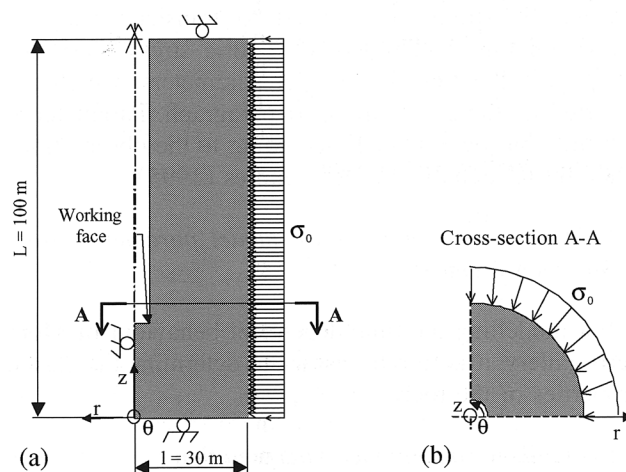 L = 100 m
Working
face
σ₀
A
A
z
r
θ
l = 30 m
(a)
Cross-section A-A
σ₀
z
θ
r
(b)